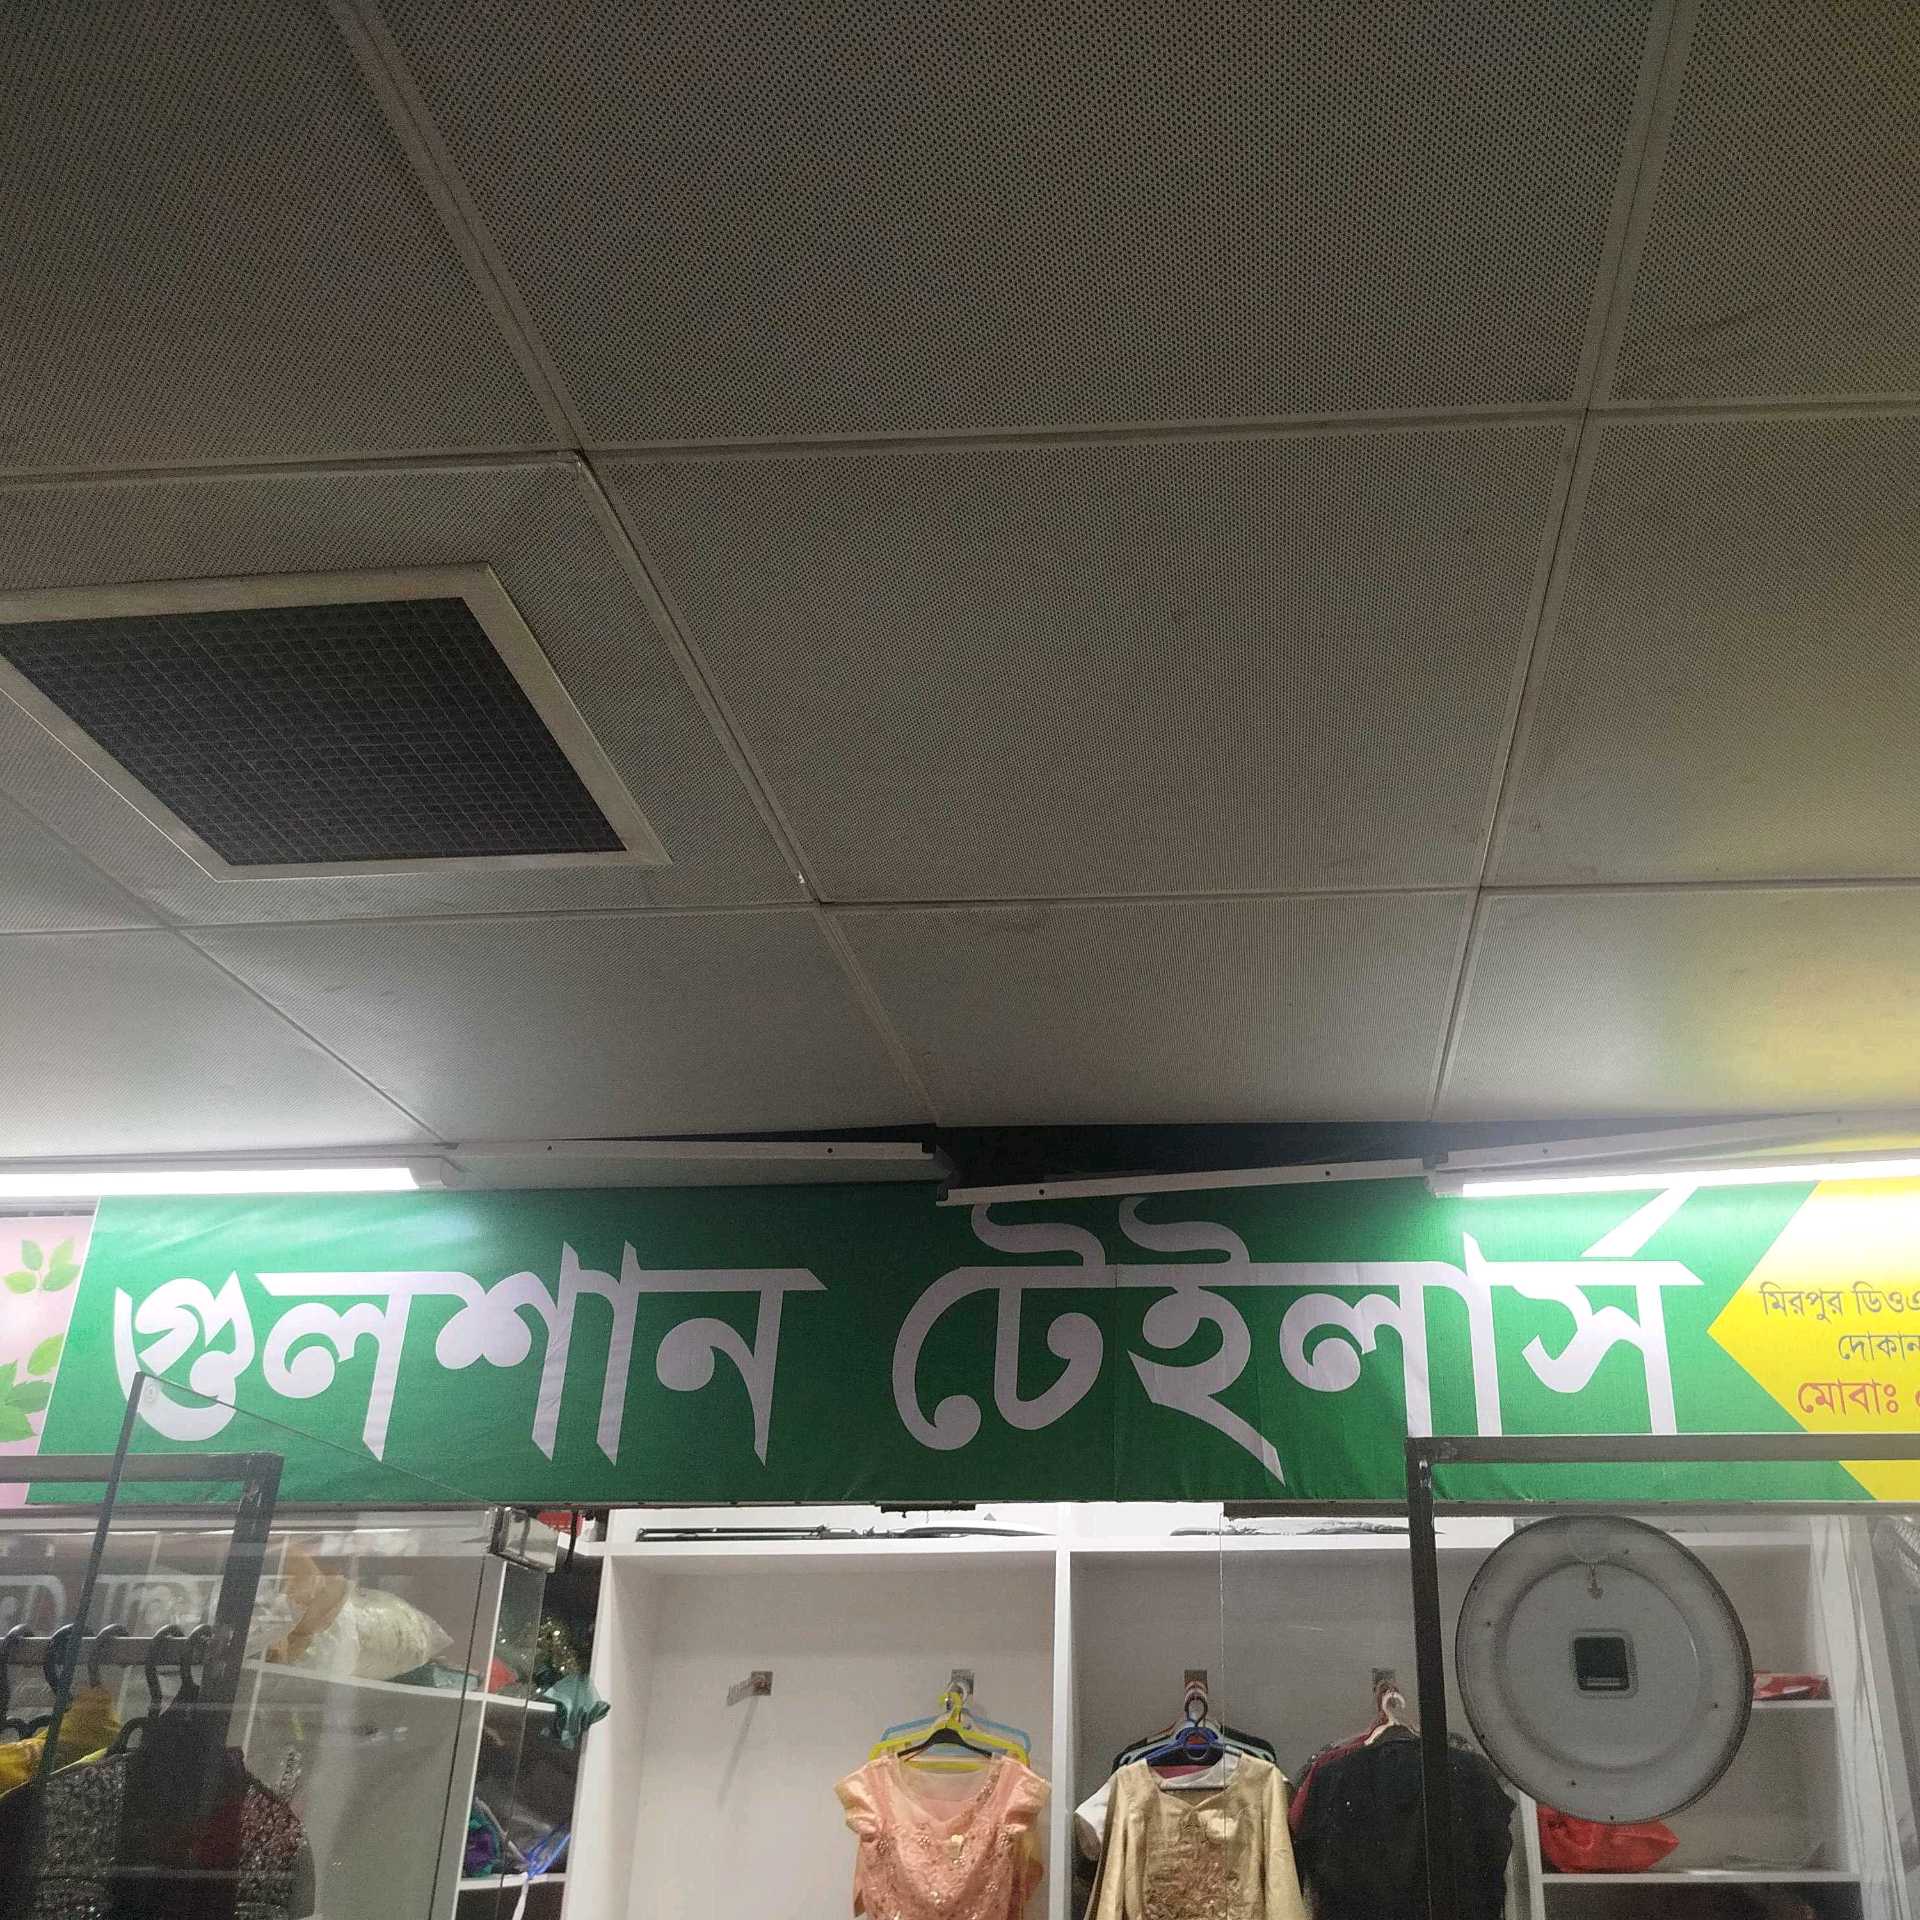 গুলশান টেইলার্স
মিরপুর
দোকান
মোবাঃ